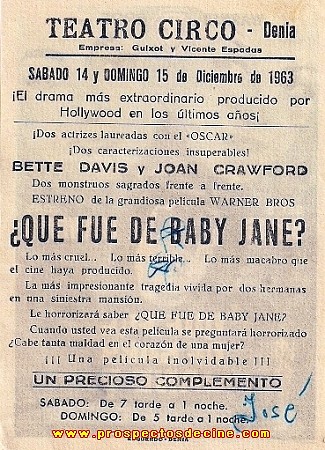 TEATRO CIRCO - Denia
Empresa: Guixot y Vicente Espadas
SABADO 14 y DOMINGO 15 de Diciembre de 1963
¡El drama más extraordinario producido por
Hollywood en los últimos años¡
¡Dos actrizes laureadas con el «OSCAR»
¡Dos caracterizaciones insuperables!
BETTE DAVIS y JOAN CRAWFORD
Dos monstruos sagrados frente a frente.
ESTRENO de la grandiosa película WARNER BROS
¿QUE FUE DE BABY JANE?
Lo más cruel... Lo más terrible... Lo más macabro que
el cine haya producido.
La más impresionante tragedia vivida por dos hermanas
en una siniestra mansión.
Le horrorizará saber ¿QUE FUE DE BABY JANE?
Cuando usted vea esta película se preguntará horrorizado
¿Cabe tanta maldad en el corazón de una mujer?
¡¡¡ Una película inolvidable!!!
UN PRECIOSO COMPLEMENTO
SABADO: De 7 tarde a 1 noche.
DOMINGO: De 5 tarde a 1 noche.
José
www.prospectosdecine.com
DENIA